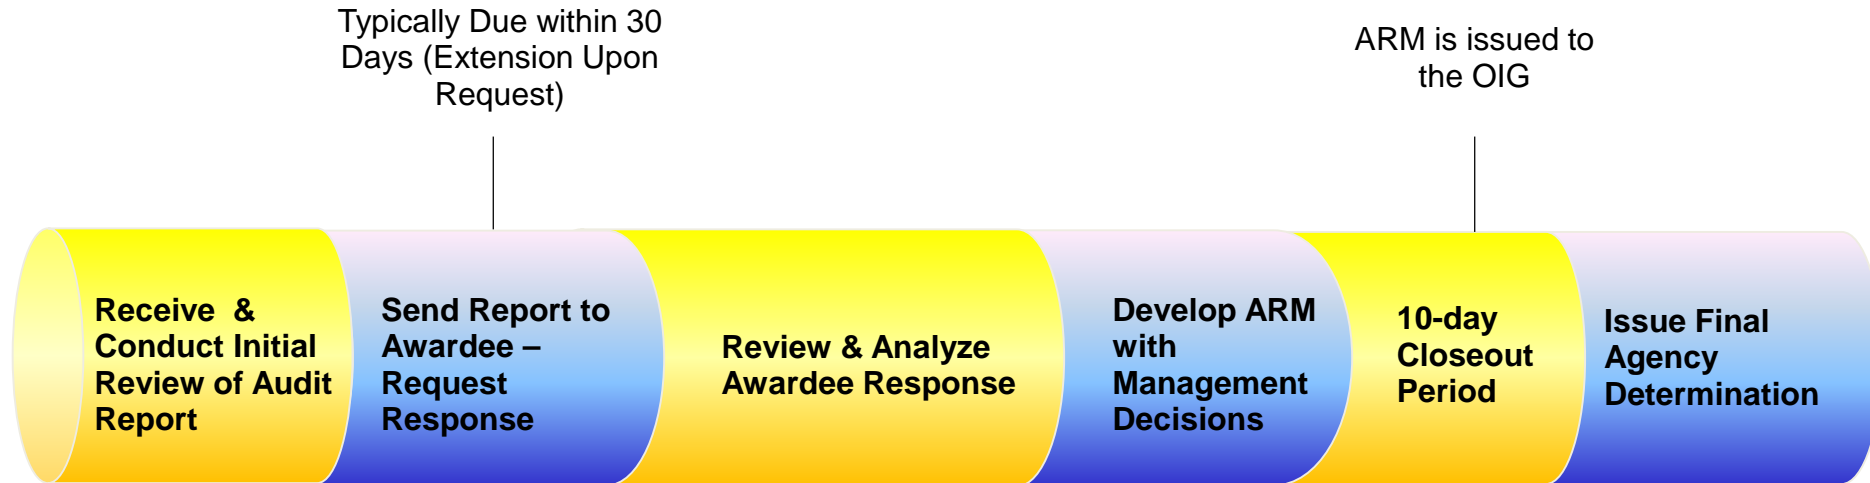 Typically Due within 30
Days (Extension Upon
Request)
ARM is issued to
the OIG
Receive & 
Conduct Initial
Review of Audit
Report
Send Report to
Awardee –
Request
Response
Review & Analyze
Awardee Response
Develop ARM
with
Management
Decisions
10-day
Closeout
Period
Issue Final
Agency
Determination